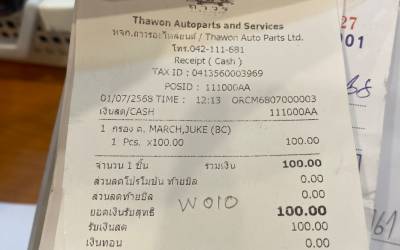 ถาวร
Thawon Autoparts and Services
หจก.ถาวรอะไหล่ยนต์ / Thawon Auto Parts Ltd.
โทร.042-111-681
Receipt ( Cash )
TAX ID : 0413560003969
POSID : 111000AA
01/07/2568 TIME : 12:13 ORCM6807000003
เงินสด/CASH 111000AA
1 กรอง ค. MARCH,JUKE (BC)
1 Pcs. x100.00 100.00
จำนวน 1 ชิ้น รวมเงิน 100.00
ส่วนลดโปรโมชั่น ท้ายบิล 0.00
ส่วนลดท้ายบิล 0.00
ยอดเงินรับสุทธิ 100.00
รับเงินสด 100.00
เงินทอน 0.00
W010
27
001
161